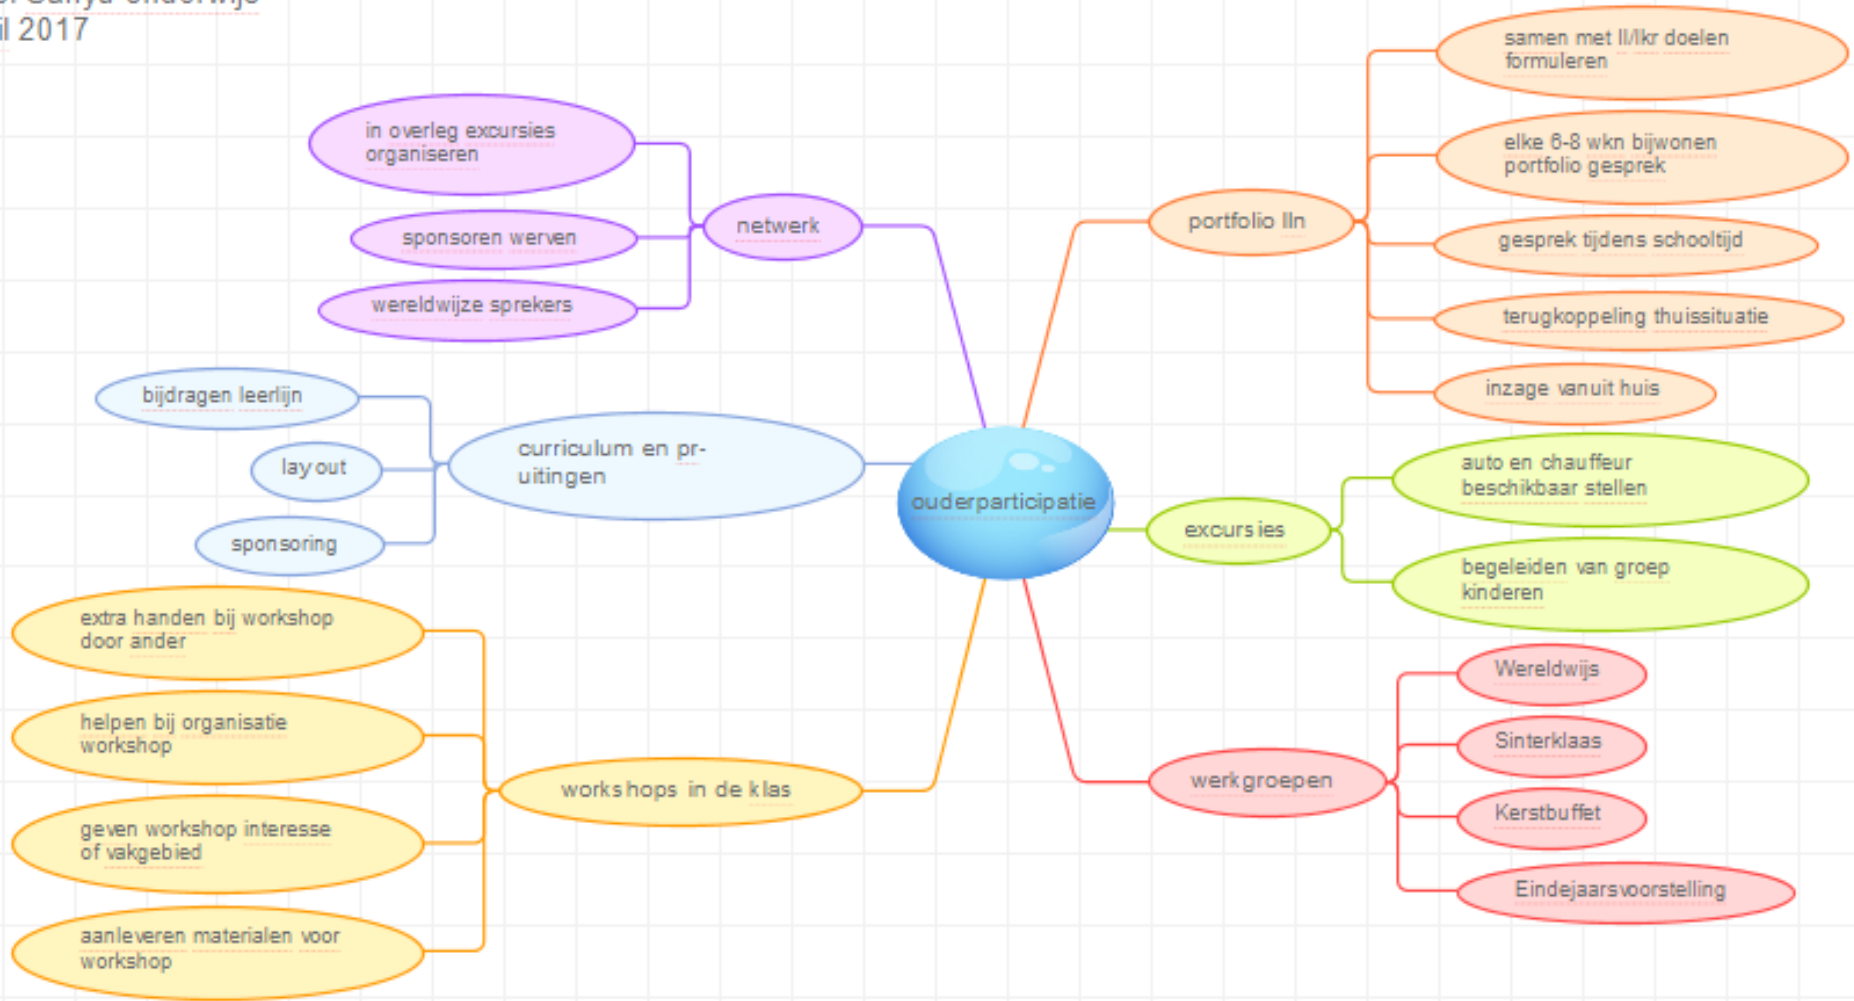 onderwijs
il 2017
in overleg excursies
organiseren
sponsoren werven
wereldwijze sprekers
netwerk
bijdragen leerlijn
lay out
sponsoring
curriculum en pr-
uitingen
extra handen bij workshop
door ander
helpen bij organisatie
workshop
geven workshop interesse
of vakgebied
aanleveren materialen voor
workshop
workshops in de klas
ouderparticipatie
portfolio lln
samen met ll/lkr doelen
formuleren
elke 6-8 wkn bijwonen
portfolio gesprek
gesprek tijdens schooltijd
terugkoppeling thuissituatie
inzage vanuit huis
excursies
auto en chauffeur
beschikbaar stellen
begeleiden van groep
kinderen
werkgroepen
Wereldwijs
Sinterklaas
Kerstbuffet
Eindejaarsvoorstelling